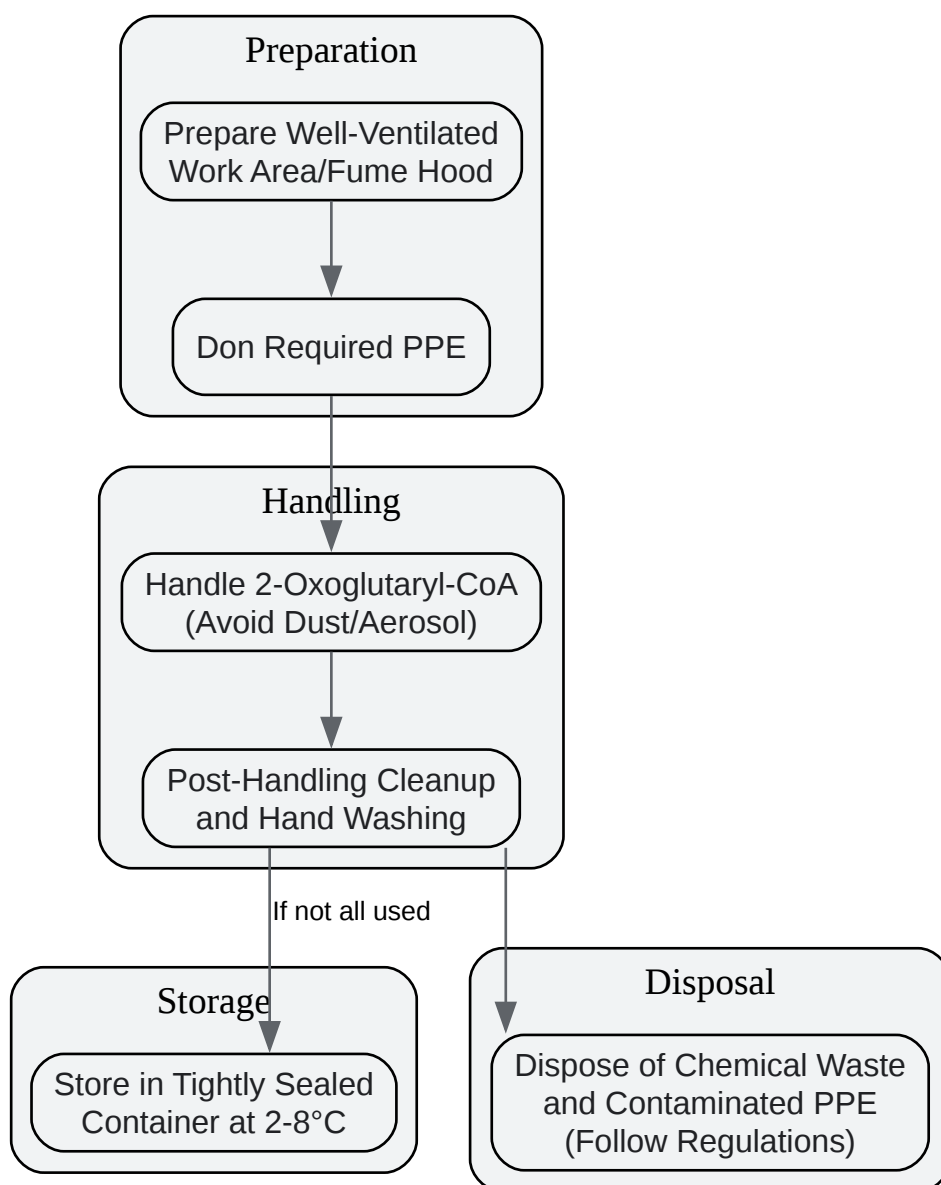 Preparation
Prepare Well-Ventilated
Work Area/Fume Hood
Don Required PPE
Handling
Handle 2-Oxoglutaryl-CoA
(Avoid Dust/Aerosol)
Post-Handling Cleanup
and Hand Washing
If not all used
Storage
Store in Tightly Sealed
Container at 2-8°C
Disposal
Dispose of Chemical Waste
and Contaminated PPE
(Follow Regulations)